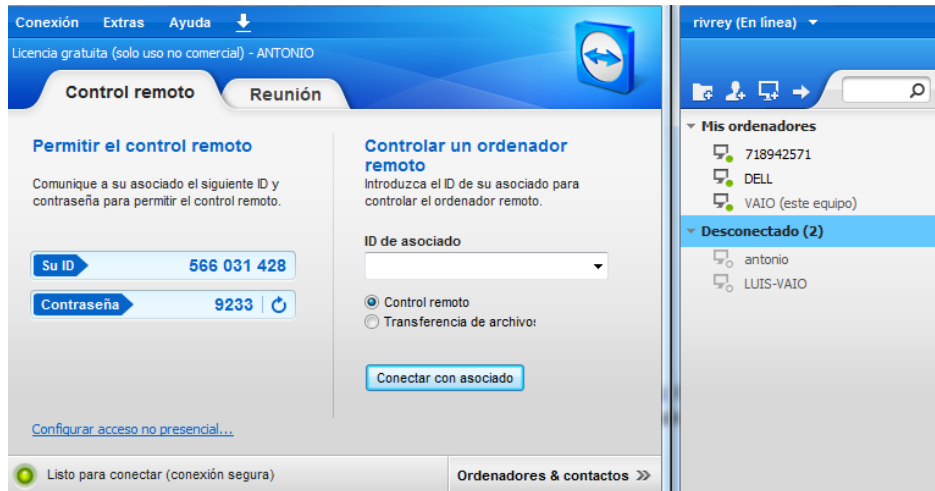 Conexión Extras Ayuda
Licencia gratuita (solo uso no comercial) - ANTONIO
Control remoto Reunión
Permitir el control remoto
Comunique a su asociado el siguiente ID y
contraseña para permitir el control remoto.
Su ID 566 031 428
Contraseña 9233
Configurar acceso no presencial...
Controlar un ordenador
remoto
Introduzca el ID de su asociado para
controlar el ordenador remoto.
ID de asociado
Control remoto
Transferencia de archivos
Conectar con asociado
Listo para conectar (conexión segura)
Ordenadores & contactos »
rivrey (En línea)
Mis ordenadores
718942571
DELL
VAIO (este equipo)
Desconectado (2)
antonio
LUIS-VAIO